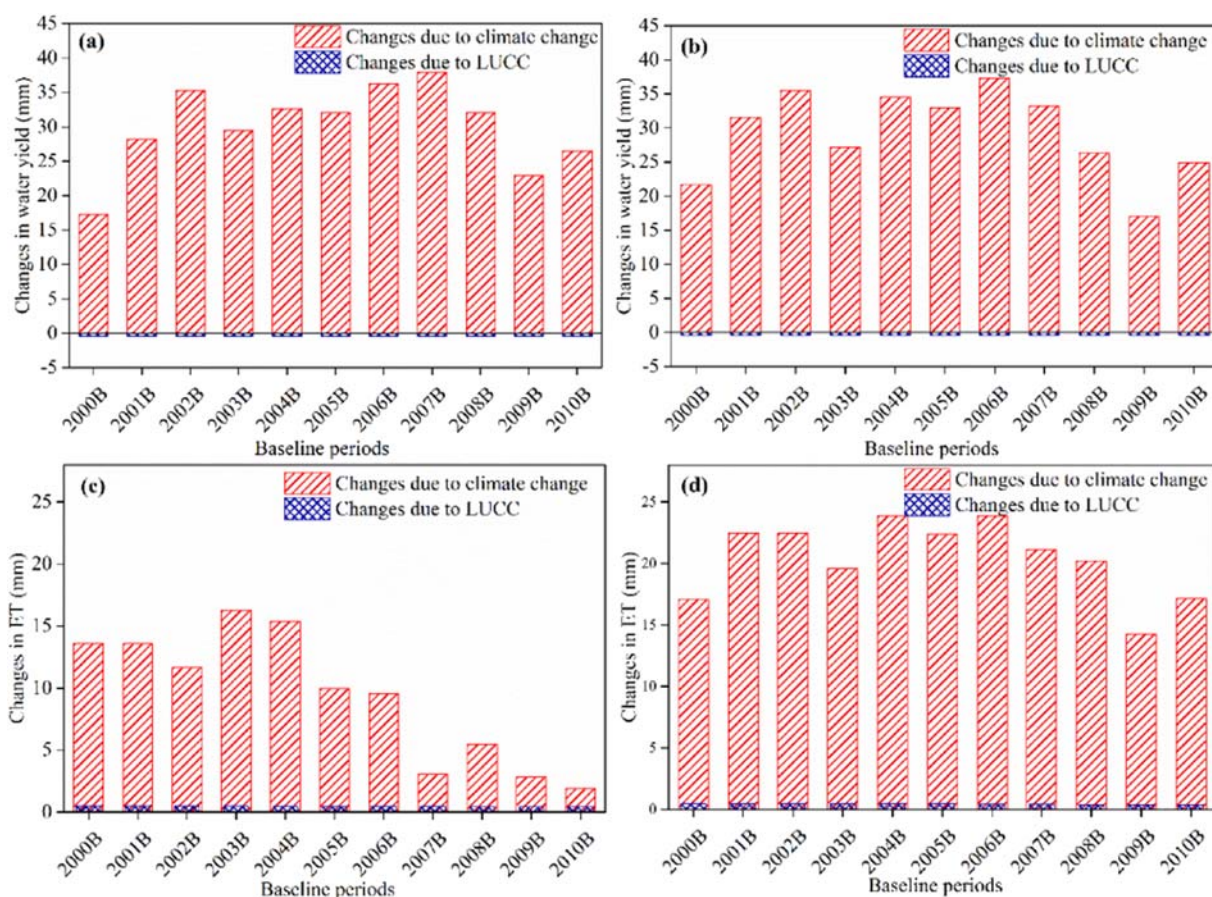 (a)
Changes due to climate change
Changes due to LUCC
Changes in water yield (mm)
45
40
35
30
25
20
15
10
5
0
-5
2000B 2001B 2002B 2003B 2004B 2005B 2006B 2007B 2008B 2009B 2010B
Baseline periods
(b)
Changes due to climate change
Changes due to LUCC
Changes in water yield (mm)
45
40
35
30
25
20
15
10
5
0
-5
2000B 2001B 2002B 2003B 2004B 2005B 2006B 2007B 2008B 2009B 2010B
Baseline periods
(c)
Changes due to climate change
Changes due to LUCC
Changes in ET (mm)
25
20
15
10
5
0
2000B 2001B 2002B 2003B 2004B 2005B 2006B 2007B 2008B 2009B 2010B
Baseline periods
(d)
Changes due to climate change
Changes due to LUCC
Changes in ET (mm)
25
20
15
10
5
0
2000B 2001B 2002B 2003B 2004B 2005B 2006B 2007B 2008B 2009B 2010B
Baseline periods